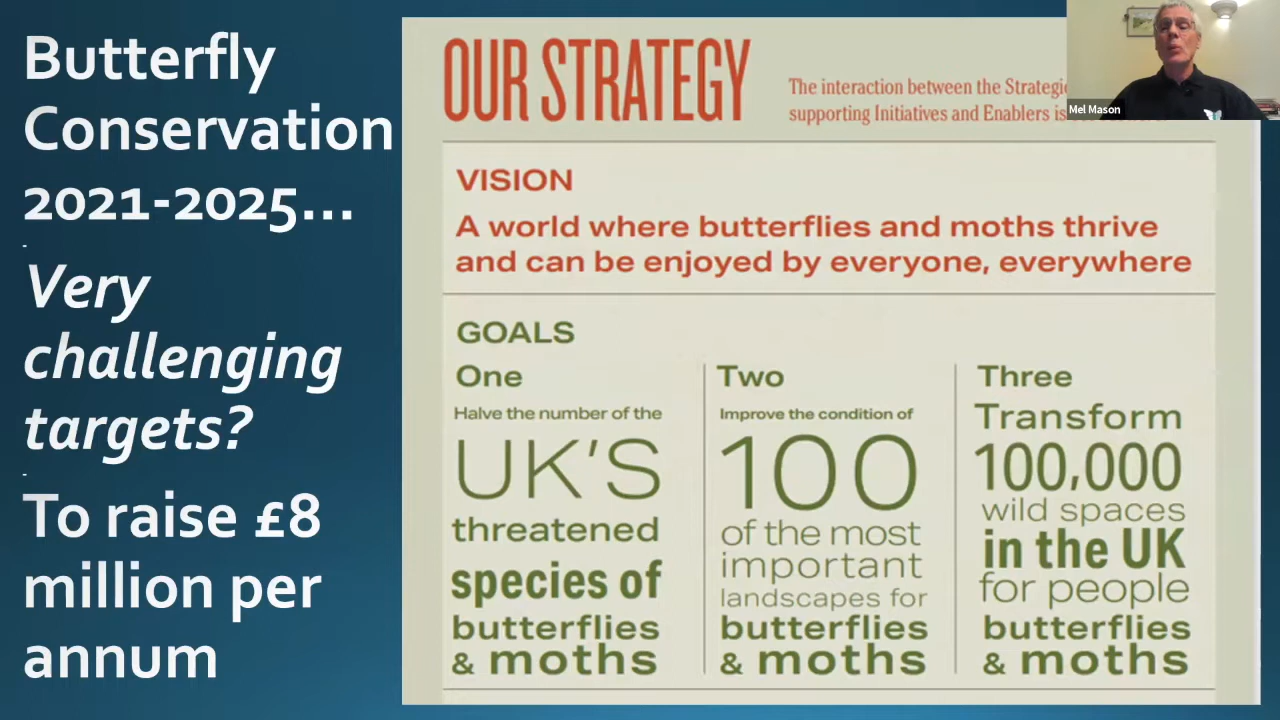 Butterfly
Conservation
2021-2025...
-
Very
challenging
targets?
-
To raise £8
million per
annum
OUR STRATEGY
The interaction between the
supporting Initiatives and Enablers is
Mel Mason
VISION
A world where butterflies and moths thrive
and can be enjoyed by everyone, everywhere
GOALS
One
Halve the number of the
UK'S
threatened
species of
butterflies
& moths
Two
Improve the condition of
100
of the most
important
landscapes for
butterflies
& moths
Three
Transform
100,000
wild spaces
in the UK
for people
butterflies
& moths